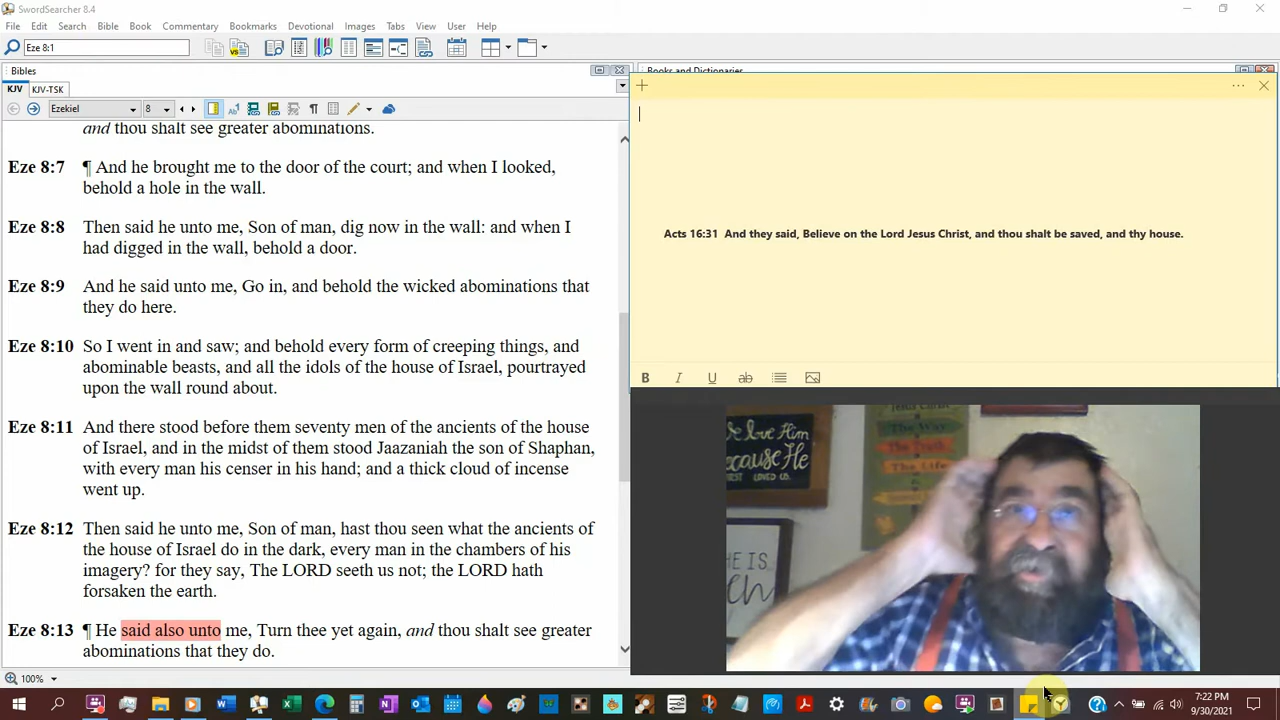 SwordSearcher 8.4
File Edit Search Bible Book Commentary Bookmarks Devotional Images Tabs View User Help
Eze 8:1
Bibles
Books and Dictionaries
KJV KJV-TSK
Ezekiel 8
and thou shalt see greater abominations.
Eze 8:7 ¶ And he brought me to the door of the court; and when I looked,
behold a hole in the wall.
Eze 8:8 Then said he unto me, Son of man, dig now in the wall: and when I
had digged in the wall, behold a door.
Eze 8:9 And he said unto me, Go in, and behold the wicked abominations that
they do here.
Eze 8:10 So I went in and saw; and behold every form of creeping things, and
abominable beasts, and all the idols of the house of Israel, pourtrayed
upon the wall round about.
Eze 8:11 And there stood before them seventy men of the ancients of the house
of Israel, and in the midst of them stood Jaazaniah the son of Shaphan,
with every man his censer in his hand; and a thick cloud of incense
went up.
Eze 8:12 Then said he unto me, Son of man, hast thou seen what the ancients of
the house of Israel do in the dark, every man in the chambers of his
imagery? for they say, The LORD seeth us not; the LORD hath
forsaken the earth.
Eze 8:13 ¶ He said also unto me, Turn thee yet again, and thou shalt see greater
abominations that they do.
100%
Acts 16:31 And they said, Believe on the Lord Jesus Christ, and thou shalt be saved, and thy house.
B I U ab
We love Him
because He
FIRST LOVED US.
Jesus Christ
The Way
The Truth
The Life
HE IS
7:22 PM
9/30/2021